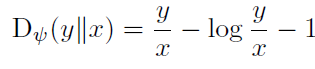 D_ψ(y‖x) = y/x − log y/x − 1